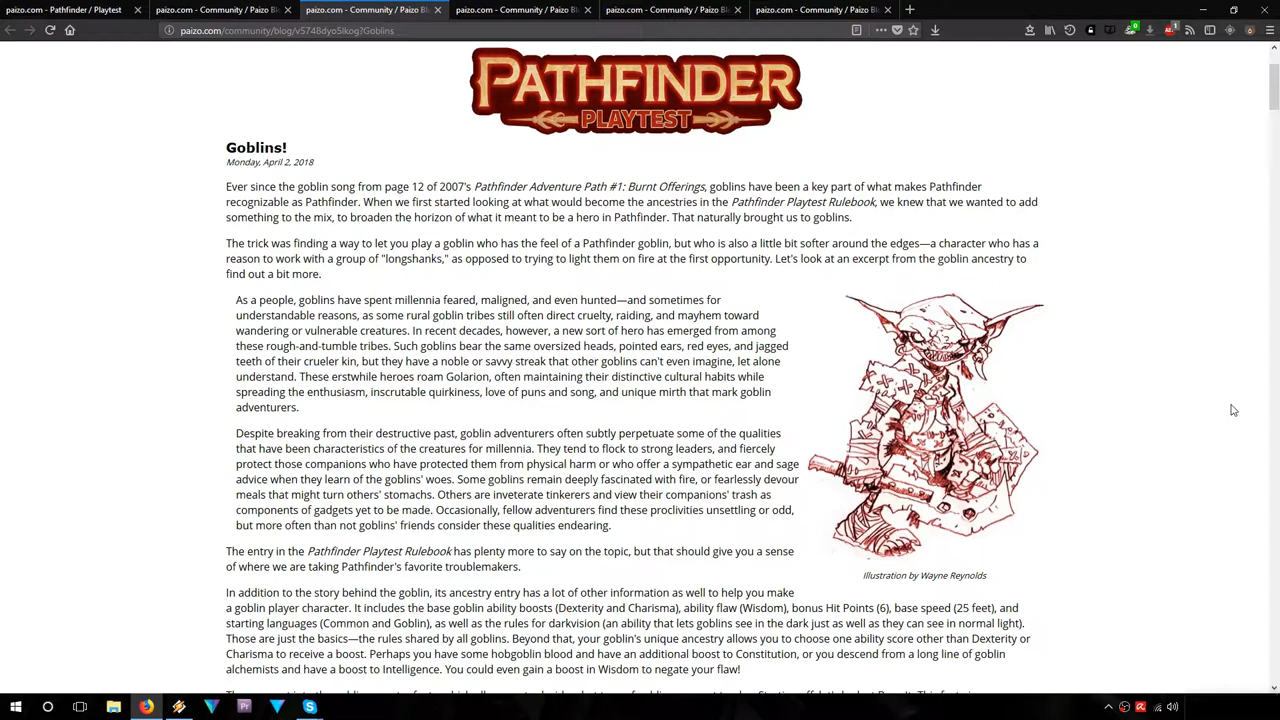 paizo.com - Pathfinder / Playtest
paizo.com - Community / Paizo Bl
paizo.com - Community / Paizo Bl
paizo.com - Community / Paizo Bl
paizo.com - Community / Paizo Bl
paizo.com - Community / Paizo Bl
paizo.com/community/blog/v5748dyo5lkog?Goblins
PATHFINDER
PLAYTEST
Goblins!
Monday, April 2, 2018
Ever since the goblin song from page 12 of 2007's Pathfinder Adventure Path #1: Burnt Offerings, goblins have been a key part of what makes Pathfinder
recognizable as Pathfinder. When we first started looking at what would become the ancestries in the Pathfinder Playtest Rulebook, we knew that we wanted to add
something to the mix, to broaden the horizon of what it meant to be a hero in Pathfinder. That naturally brought us to goblins.
The trick was finding a way to let you play a goblin who has the feel of a Pathfinder goblin, but who is also a little bit softer around the edges—a character who has a
reason to work with a group of "longshanks," as opposed to trying to light them on fire at the first opportunity. Let's look at an excerpt from the goblin ancestry to
find out a bit more.
As a people, goblins have spent millennia feared, maligned, and even hunted—and sometimes for
understandable reasons, as some rural goblin tribes still often direct cruelty, raiding, and mayhem toward
wandering or vulnerable creatures. In recent decades, however, a new sort of hero has emerged from among
these rough-and-tumble tribes. Such goblins bear the same oversized heads, pointed ears, red eyes, and jagged
teeth of their crueler kin, but they have a noble or savvy streak that other goblins can't even imagine, let alone
understand. These erstwhile heroes roam Golarion, often maintaining their distinctive cultural habits while
spreading the enthusiasm, inscrutable quirkiness, love of puns and song, and unique mirth that mark goblin
adventurers.
Despite breaking from their destructive past, goblin adventurers often subtly perpetuate some of the qualities
that have been characteristics of the creatures for millennia. They tend to flock to strong leaders, and fiercely
protect those companions who have protected them from physical harm or who offer a sympathetic ear and sage
advice when they learn of the goblins' woes. Some goblins remain deeply fascinated with fire, or fearlessly devour
meals that might turn others' stomachs. Others are inveterate tinkerers and view their companions' trash as
components of gadgets yet to be made. Occasionally, fellow adventurers find these proclivities unsettling or odd,
but more often than not goblins' friends consider these qualities endearing.
Illustration by Wayne Reynolds
The entry in the Pathfinder Playtest Rulebook has plenty more to say on the topic, but that should give you a sense
of where we are taking Pathfinder's favorite troublemakers.
In addition to the story behind the goblin, its ancestry entry has a lot of other information as well to help you make
a goblin player character. It includes the base goblin ability boosts (Dexterity and Charisma), ability flaw (Wisdom), bonus Hit Points (6), base speed (25 feet), and
starting languages (Common and Goblin), as well as the rules for darkvision (an ability that lets goblins see in the dark just as well as they can see in normal light).
Those are just the basics—the rules shared by all goblins. Beyond that, your goblin's unique ancestry allows you to choose one ability score other than Dexterity or
Charisma to receive a boost. Perhaps you have some hobgoblin blood and have an additional boost to Constitution, or you descend from a long line of goblin
alchemists and have a boost to Intelligence. You could even gain a boost in Wisdom to negate your flaw!